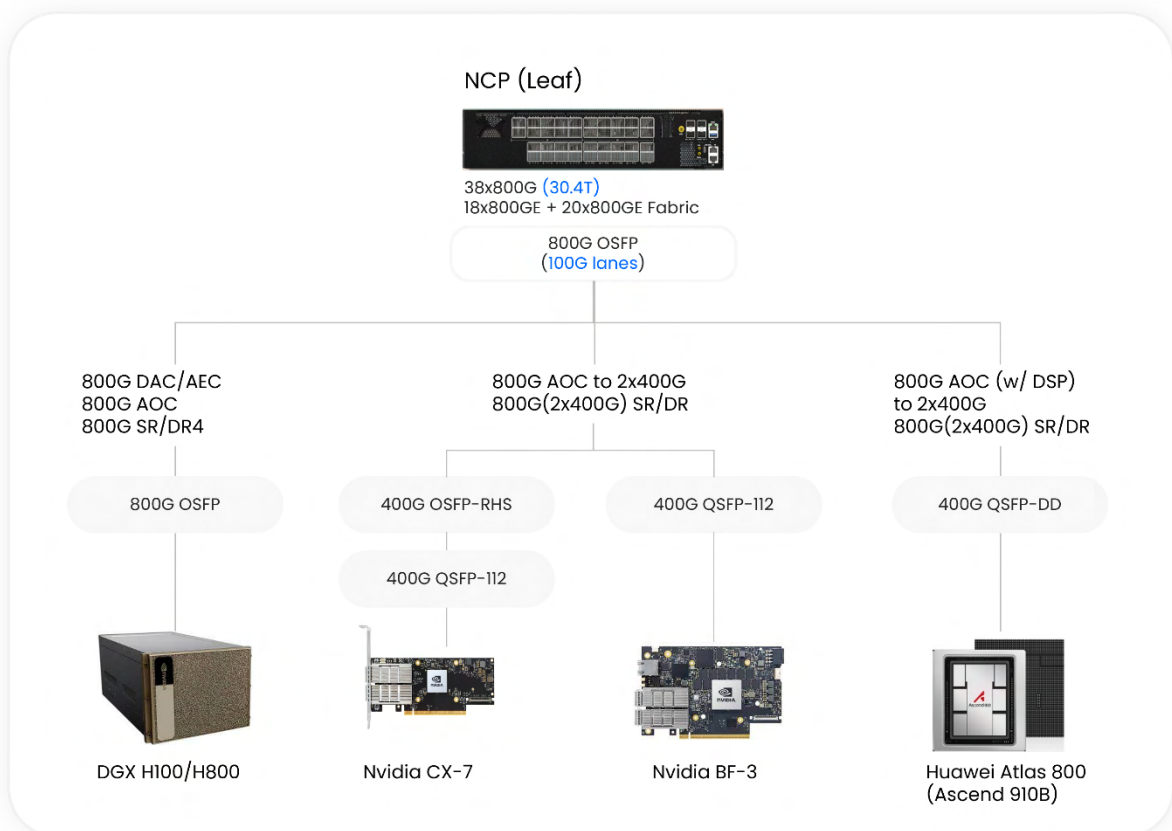 NCP (Leaf)
38x800G (30.4T)
18x800GE + 20x800GE Fabric
800G OSFP
(100G lanes)
800G DAC/AEC
800G AOC
800G SR/DR4
800G AOC to 2x400G
800G(2x400G) SR/DR
800G AOC (w/ DSP)
to 2x400G
800G(2x400G) SR/DR
800G OSFP
400G OSFP-RHS
400G QSFP-112
400G QSFP-112
400G QSFP-DD
NVIDIA
NVIDIA
DGX H100/H800
Nvidia CX-7
Nvidia BF-3
Huawei Atlas 800
(Ascend 910B)